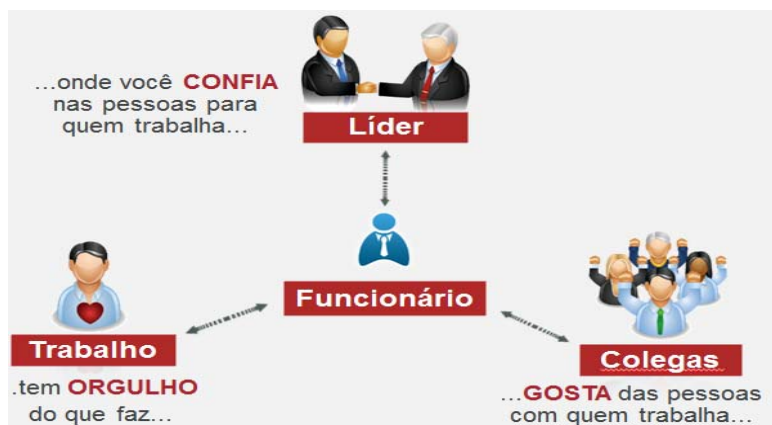 ...onde você CONFIA
nas pessoas para
quem trabalha...
Líder
Funcionário
Trabalho
.tem ORGULHO
do que faz...
Colegas
...GOSTA das pessoas
com quem trabalha...